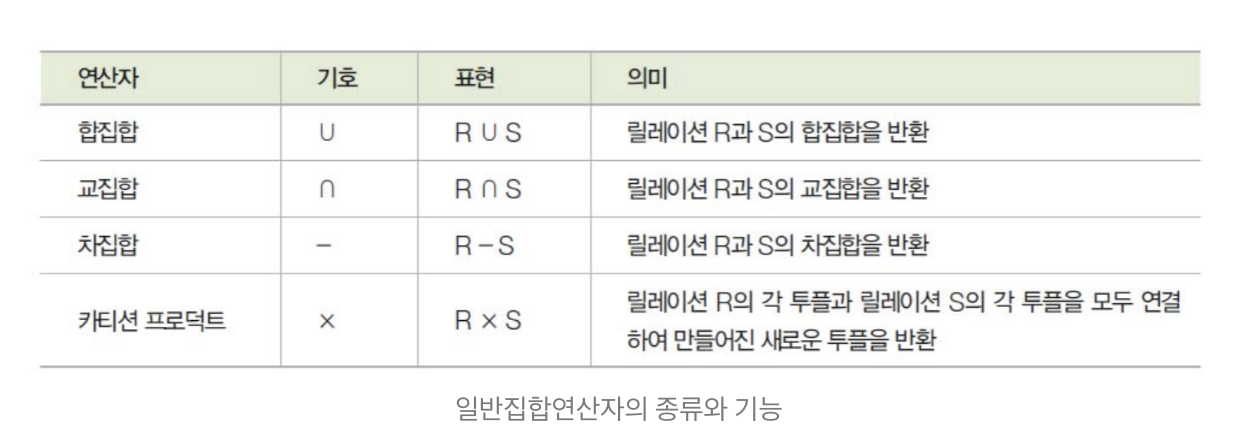 연산자 기호 표현 의미
합집합 ∪ R ∪ S 릴레이션 R과 S의 합집합을 반환
교집합 ∩ R ∩ S 릴레이션 R과 S의 교집합을 반환
차집합 − R − S 릴레이션 R과 S의 차집합을 반환
카티션 프로덕트 × R × S 릴레이션 R의 각 투플과 릴레이션 S의 각 투플을 모두 연결
하여 만들어진 새로운 투플을 반환
일반집합연산자의 종류와 기능